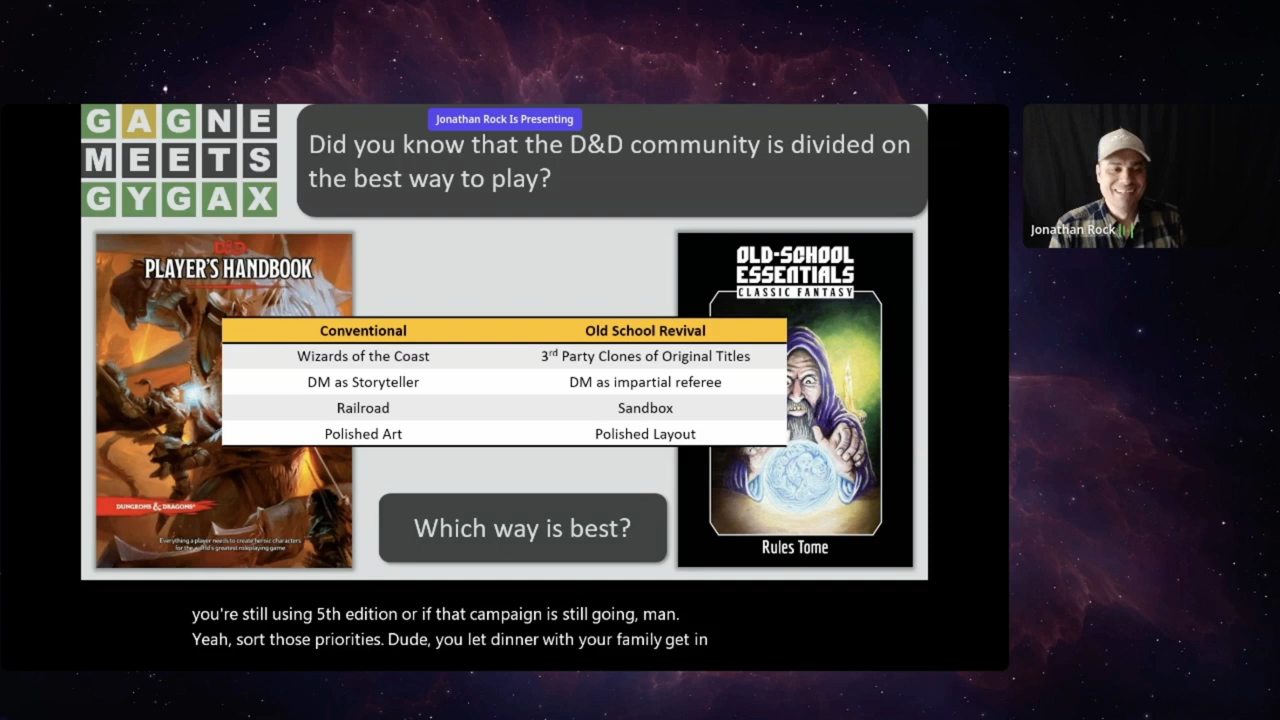 GAGNE
MEETS
GYGAX
Jonathan Rock Is Presenting
Did you know that the D&D community is divided on
the best way to play?
D&D
PLAYER'S HANDBOOK
DUNGEONS & DRAGONS®
Everything a player needs to create heroic characters
for the world's greatest roleplaying game
OLD-SCHOOL
ESSENTIALS
CLASSIC FANTASY
Rules Tome
Conventional Old School Revival
Wizards of the Coast 3rd Party Clones of Original Titles
DM as Storyteller DM as impartial referee
Railroad Sandbox
Polished Art Polished Layout
Which way is best?
Jonathan Rock
you're still using 5th edition or if that campaign is still going, man.
Yeah, sort those priorities. Dude, you let dinner with your family get in